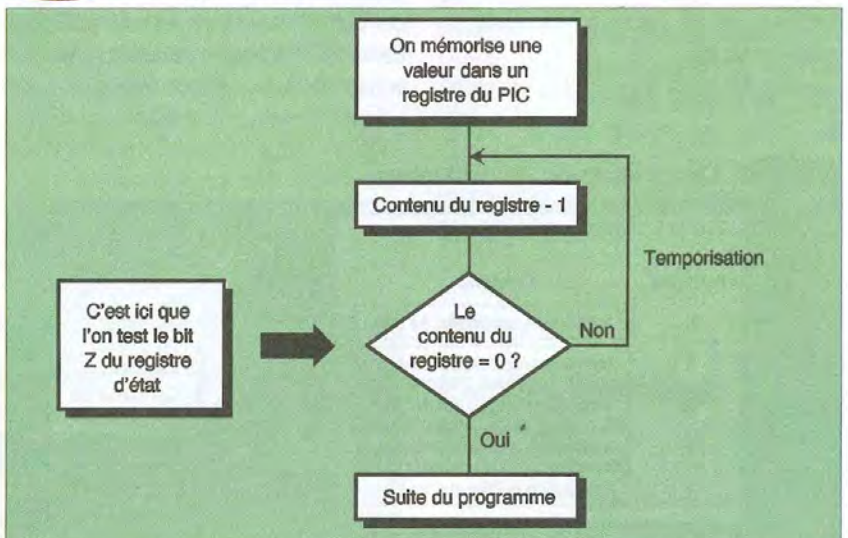 On mémorise une
valeur dans un
registre du PIC
Contenu du registre - 1
Temporisation
C'est ici que
l'on test le bit
Z du registre
d'état
Le
contenu du
registre = 0 ?
Non
Oui
Suite du programme